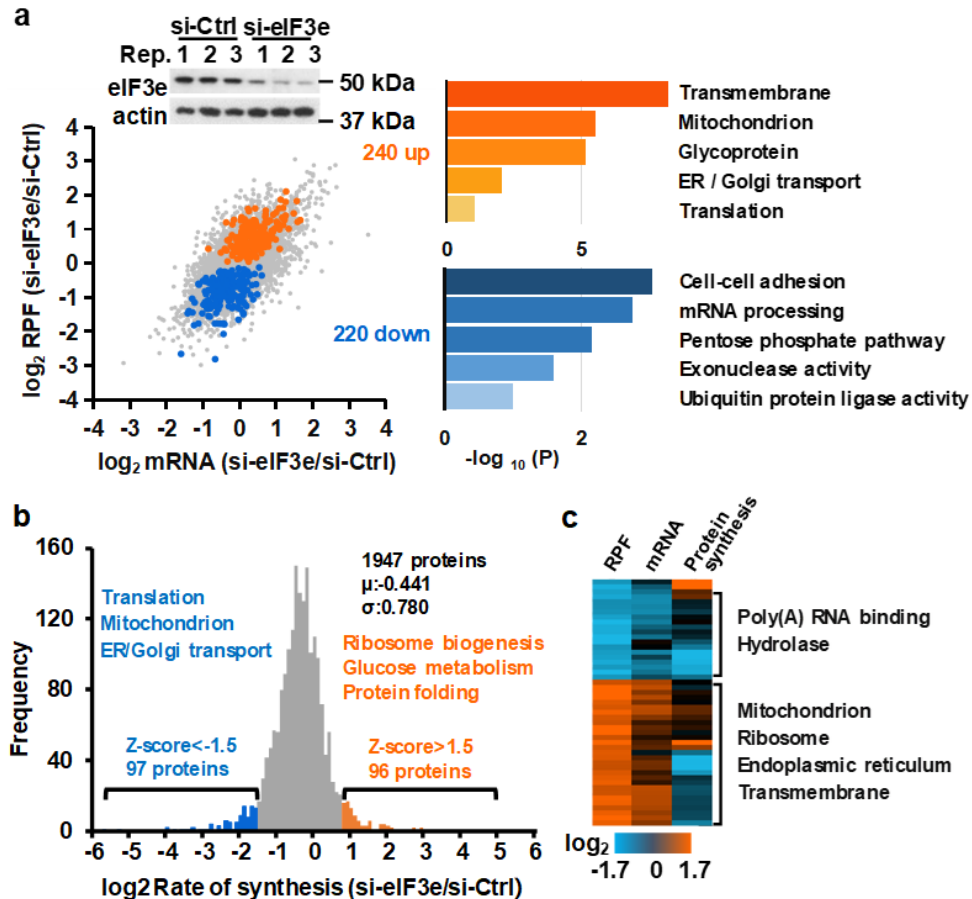 a
si-Ctrl si-eIF3e
Rep. 1 2 3 1 2 3
eIF3e
50 kDa
actin
37 kDa
log2 RPF (si-eIF3e/si-Ctrl)
4
3
2
1
0
-1
-2
-3
-4
-4 -3 -2 -1 0 1 2 3 4
log2 mRNA (si-eIF3e/si-Ctrl)
240 up
Transmembrane
Mitochondrion
Glycoprotein
ER / Golgi transport
Translation
0 5
220 down
Cell-cell adhesion
mRNA processing
Pentose phosphate pathway
Exonuclease activity
Ubiquitin protein ligase activity
0 2
-log 10 (P)
b
Frequency
160
120
80
40
0
1947 proteins
μ:-0.441
σ:0.780
Translation
Mitochondrion
ER/Golgi transport
Ribosome biogenesis
Glucose metabolism
Protein folding
Z-score<-1.5
97 proteins
Z-score>1.5
96 proteins
-6 -5 -4 -3 -2 -1 0 1 2 3 4 5 6
log2 Rate of synthesis (si-eIF3e/si-Ctrl)
c
RPF
mRNA
Protein
synthesis
Poly(A) RNA binding
Hydrolase
Mitochondrion
Ribosome
Endoplasmic reticulum
Transmembrane
log2
-1.7 0 1.7